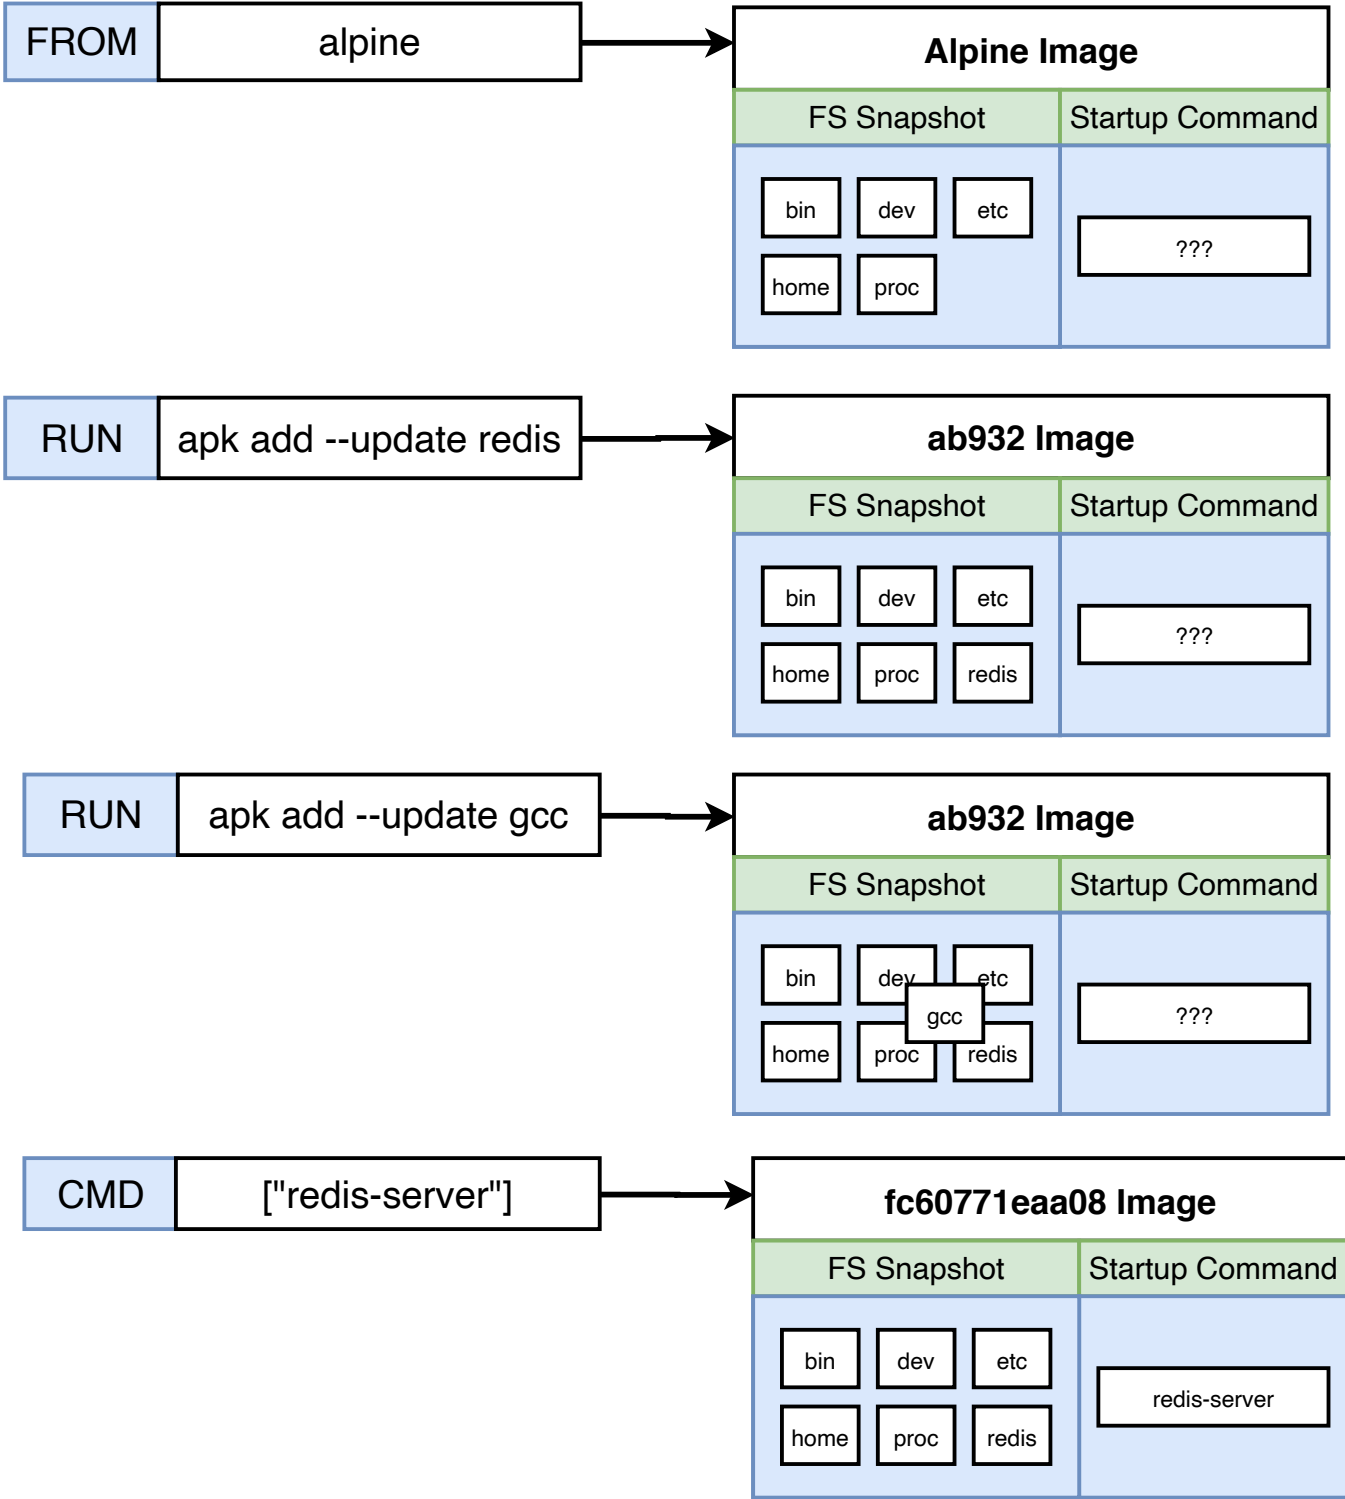 FROM alpine
Alpine Image
FS Snapshot Startup Command
bin dev etc
???
home proc
RUN apk add --update redis
ab932 Image
FS Snapshot Startup Command
bin dev etc
???
home proc redis
RUN apk add --update gcc
ab932 Image
FS Snapshot Startup Command
bin dev etc
gcc ???
home proc redis
CMD ["redis-server"]
fc60771eaa08 Image
FS Snapshot Startup Command
bin dev etc
redis-server
home proc redis